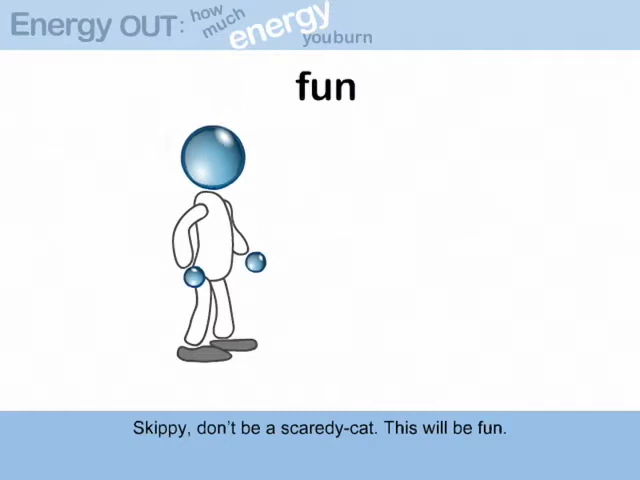 Energy OUT: how much energy you burn
fun
Skippy, don't be a scaredy-cat. This will be fun.